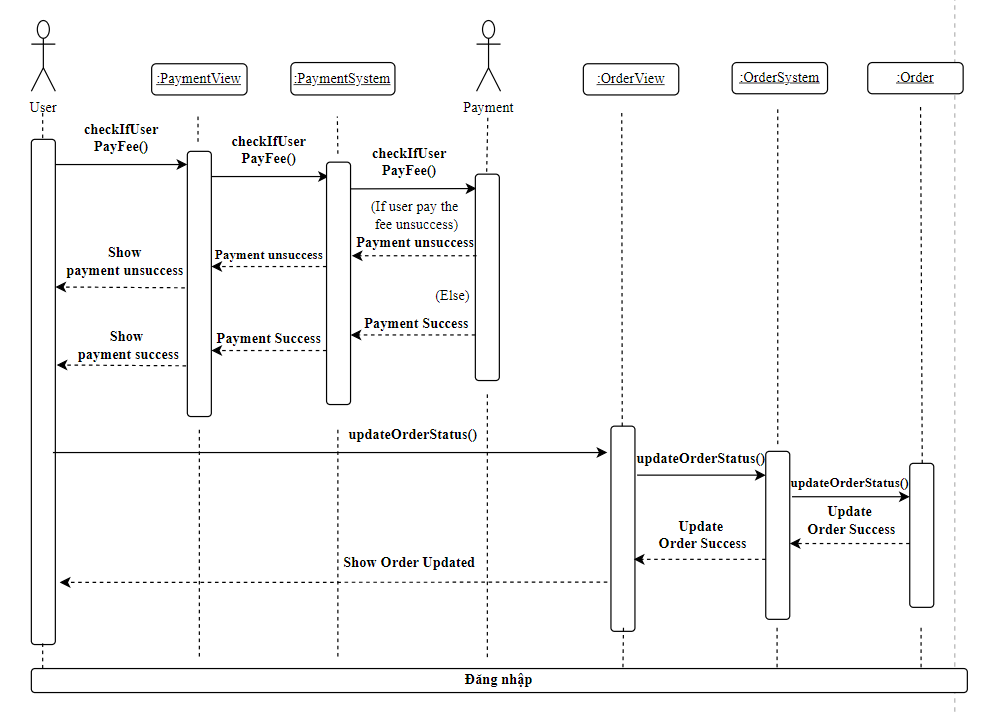 :PaymentView
:PaymentSystem
:OrderView
:OrderSystem
:Order
User
Payment
checkIfUser
PayFee()
checkIfUser
PayFee()
checkIfUser
PayFee()
(If user pay the
fee unsuccess)
Payment unsuccess
Payment unsuccess
Show
payment unsuccess
(Else)
Payment Success
Payment Success
Show
payment success
updateOrderStatus()
updateOrderStatus()
updateOrderStatus()
Update
Order Success
Update
Order Success
Show Order Updated
Đăng nhập